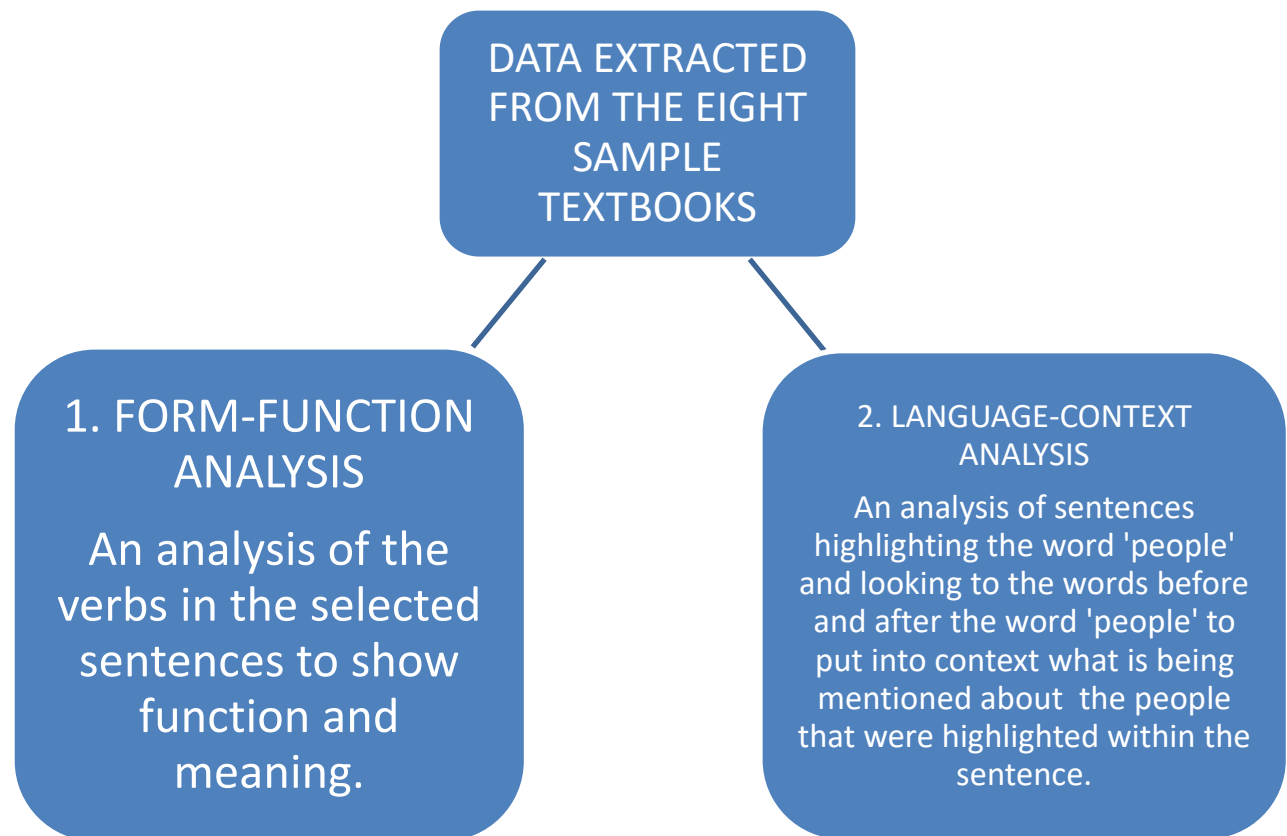 DATA EXTRACTED
FROM THE EIGHT
SAMPLE
TEXTBOOKS
1. FORM-FUNCTION
ANALYSIS
An analysis of the
verbs in the selected
sentences to show
function and
meaning.
2. LANGUAGE-CONTEXT
ANALYSIS
An analysis of sentences
highlighting the word 'people'
and looking to the words before
and after the word 'people' to
put into context what is being
mentioned about  the people
that were highlighted within the
sentence.